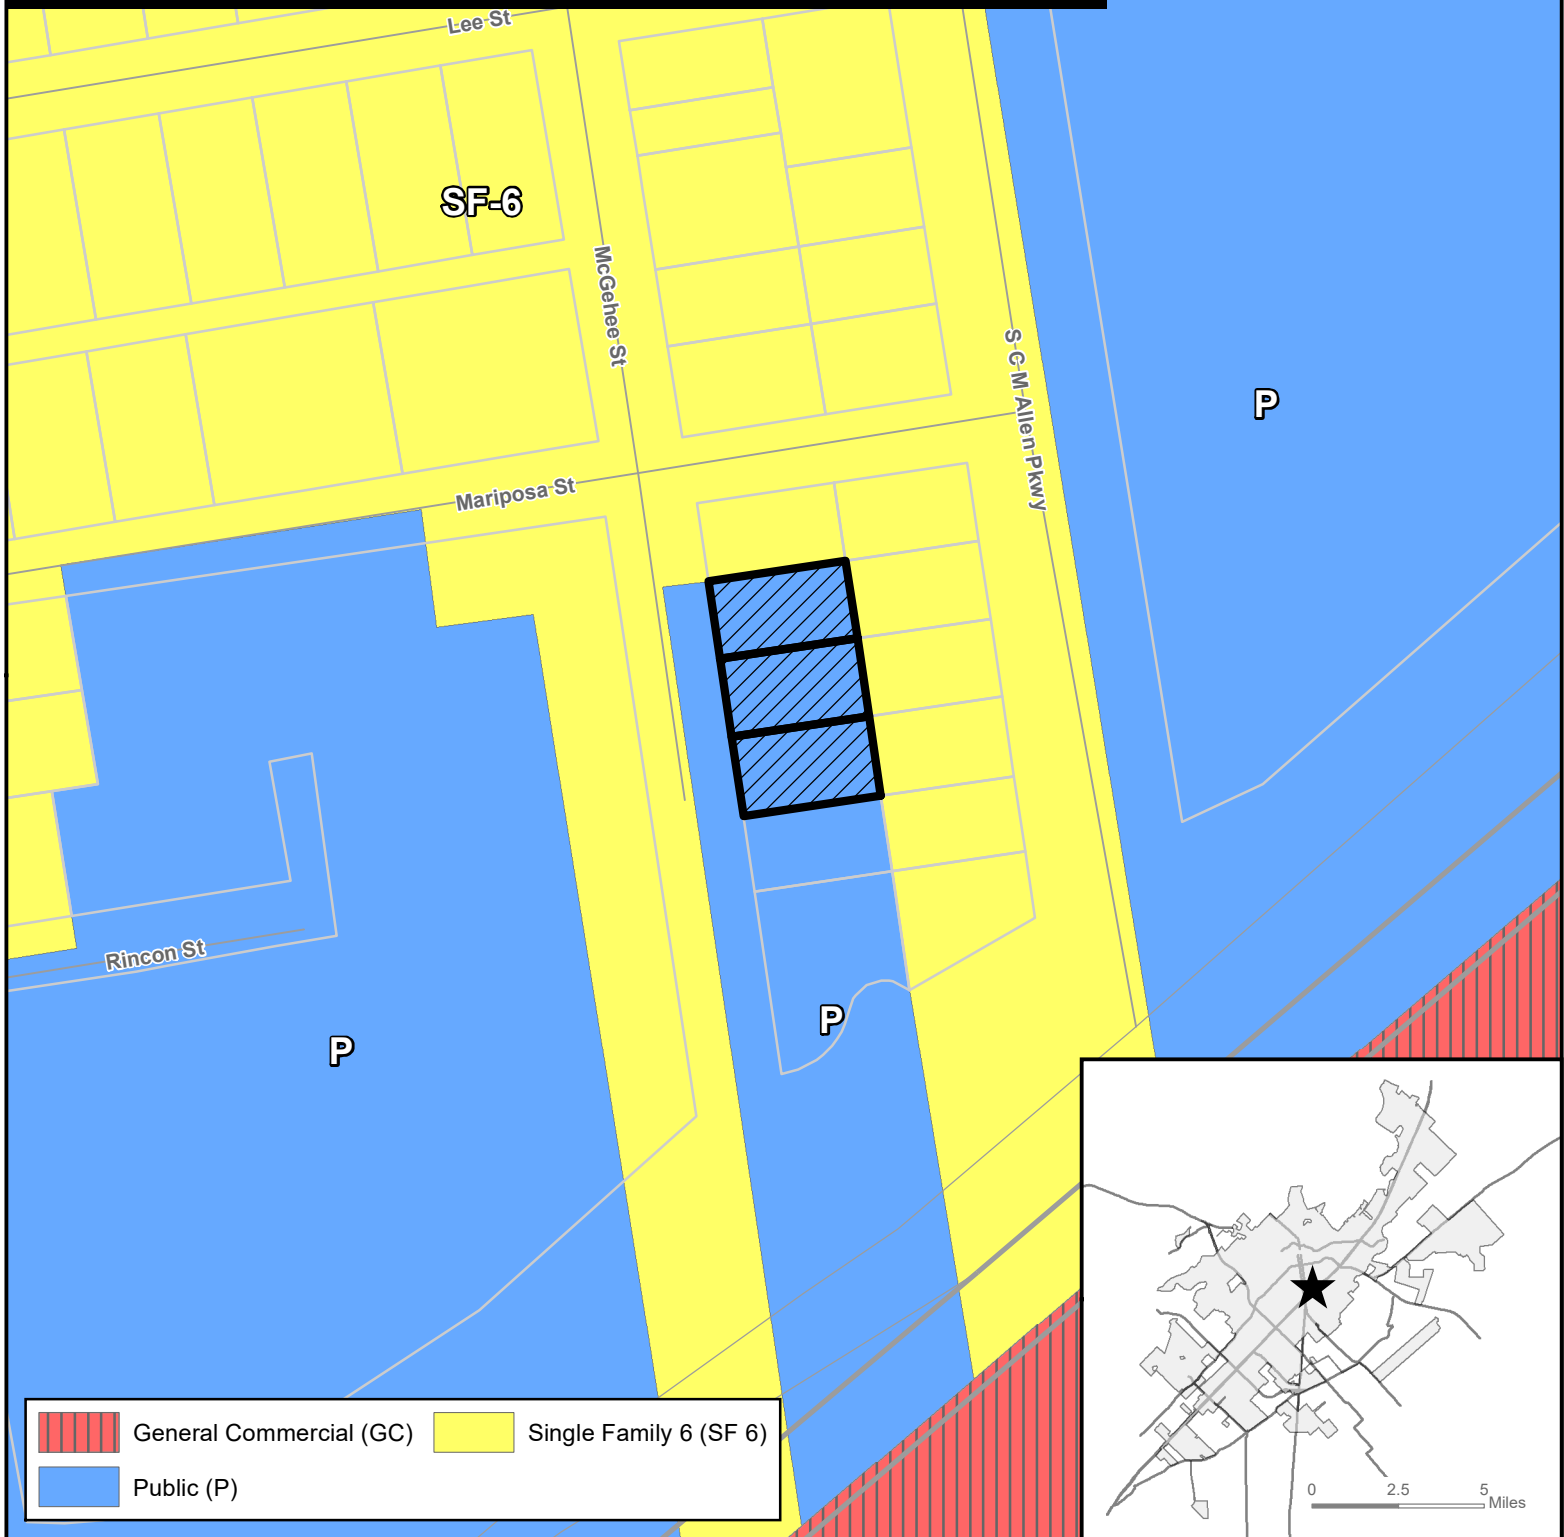 Lee St
SF-6
McGehee St
S C M Allen Pkwy
P
Mariposa St
Rincon St
P
P
General Commercial (GC)
Single Family 6 (SF 6)
Public (P)
0 2.5 5
Miles